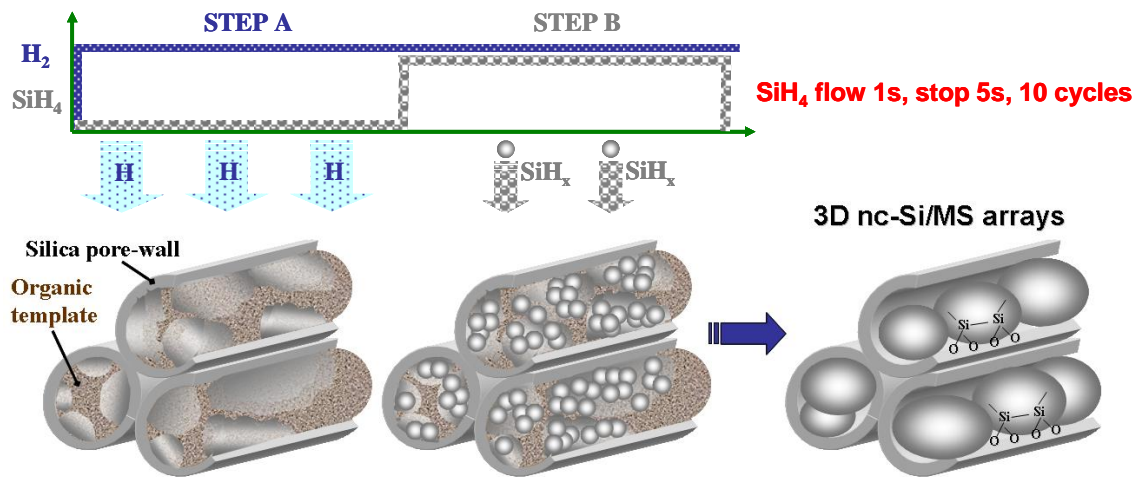 STEP A
STEP B
H₂
SiH₄
SiH₄ flow 1s, stop 5s, 10 cycles
H
H
H
SiHₓ
SiHₓ
3D nc-Si/MS arrays
Silica pore-wall
Organic
template
Si
Si
O
O
O
O
Si
Si
O
O
O
O